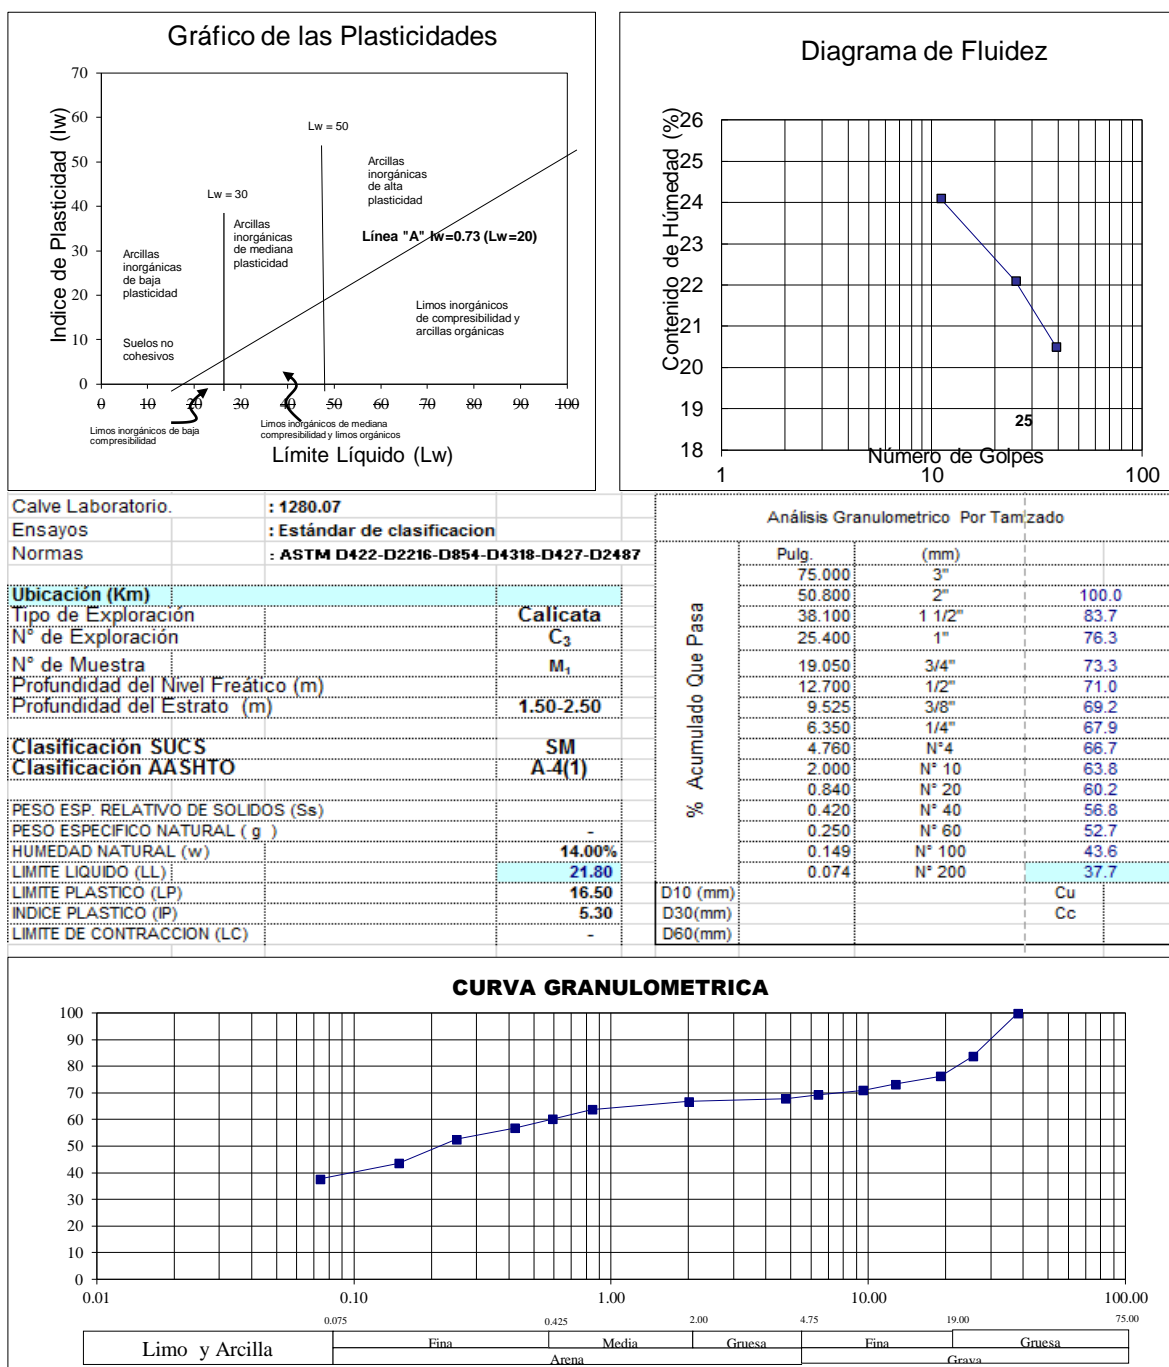 Gráfico de las Plasticidades
Indice de Plasticidad (Iw)
70
60
50
40
30
20
10
0
Lw = 50
Lw = 30
Arcillas inorgánicas de alta plasticidad
Arcillas inorgánicas de mediana plasticidad
Línea "A" Iw=0.73 (Lw=20)
Arcillas inorgánicas de baja plasticidad
Limos inorgánicos de compresibilidad y arcillas orgánicas
Suelos no cohesivos
0 10 20 30 40 50 60 70 80 90 100
Limos inorgánicos de baja compresibilidad
Limos inorgánicos de mediana compresibilidad y limos orgánicos
Límite Líquido (Lw)
Diagrama de Fluidez
Contenido de Húmedad (%)
26
25
24
23
22
21
20
19
18
25
1 10 100
Número de Golpes
Calve Laboratorio. : 1280.07
Ensayos : Estándar de clasificacion
Normas : ASTM D422-D2216-D854-D4318-D427-D2487
Ubicación (Km)
Tipo de Exploración Calicata
N° de Exploración C3
N° de Muestra M1
Profundidad del Nivel Freático (m)
Profundidad del Estrato (m) 1.50-2.50
Clasificación SUCS SM
Clasificación AASHTO A-4(1)
PESO ESP. RELATIVO DE SOLIDOS (Ss)
PESO ESPECIFICO NATURAL ( g ) -
HUMEDAD NATURAL (w) 14.00%
LIMITE LIQUIDO (LL) 21.80
LIMITE PLASTICO (LP) 16.50
INDICE PLASTICO (IP) 5.30
LIMITE DE CONTRACCION (LC) -
Análisis Granulometrico Por Tamizado
% Acumulado Que Pasa
Pulg. (mm)
75.000 3"
50.800 2" 100.0
38.100 1 1/2" 83.7
25.400 1" 76.3
19.050 3/4" 73.3
12.700 1/2" 71.0
9.525 3/8" 69.2
6.350 1/4" 67.9
4.760 N°4 66.7
2.000 N° 10 63.8
0.840 N° 20 60.2
0.420 N° 40 56.8
0.250 N° 60 52.7
0.149 N° 100 43.6
0.074 N° 200 37.7
D10 (mm) Cu
D30(mm) Cc
D60(mm)
CURVA GRANULOMETRICA
100
90
80
70
60
50
40
30
20
10
0
0.01 0.10 1.00 10.00 100.00
0.075 0.425 2.00 4.75 19.00 75.00
Limo y Arcilla Fina Media Gruesa Fina Gruesa
Arena Grava